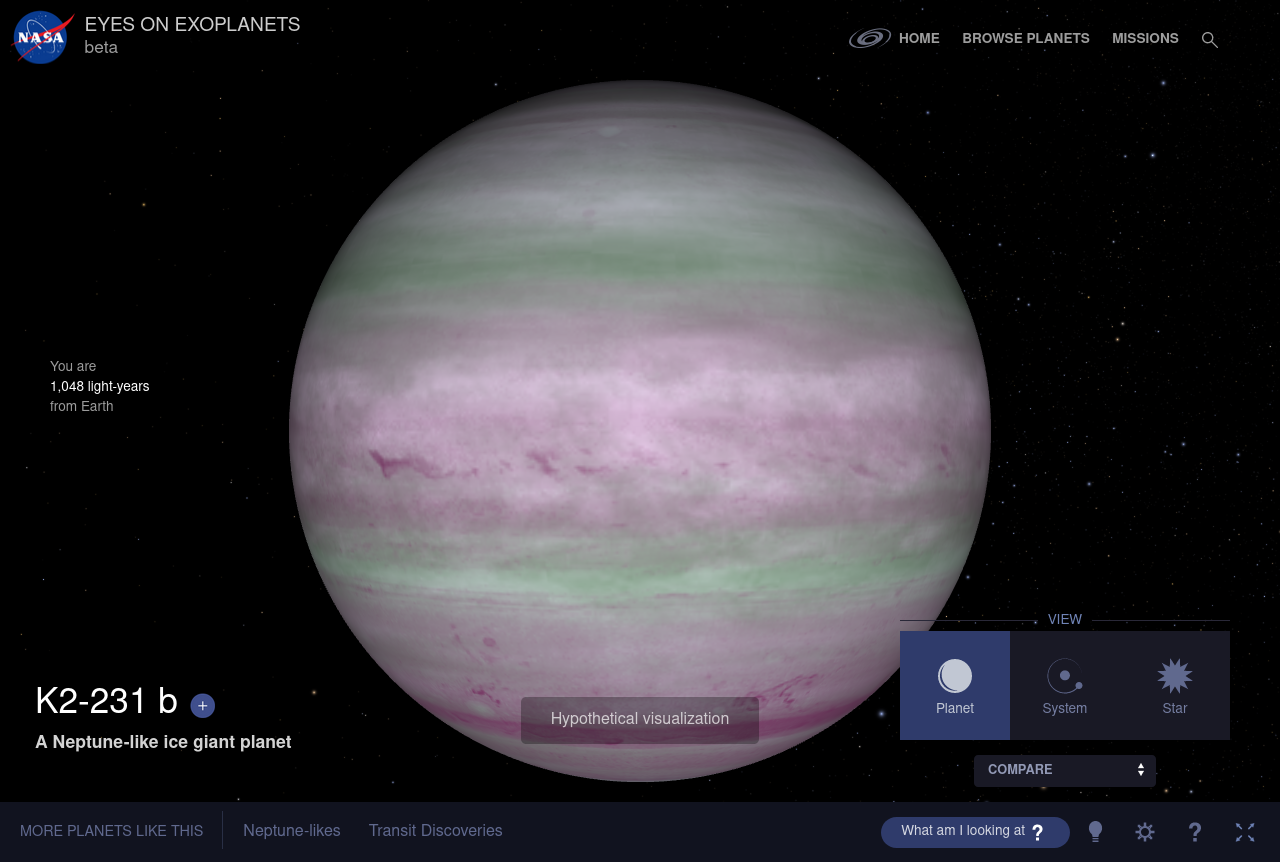 NASA
EYES ON EXOPLANETS
beta
HOME
BROWSE PLANETS
MISSIONS
You are
1,048 light-years
from Earth
K2-231 b +
A Neptune-like ice giant planet
Hypothetical visualization
VIEW
Planet
System
Star
COMPARE
MORE PLANETS LIKE THIS
Neptune-likes
Transit Discoveries
What am I looking at ?
?